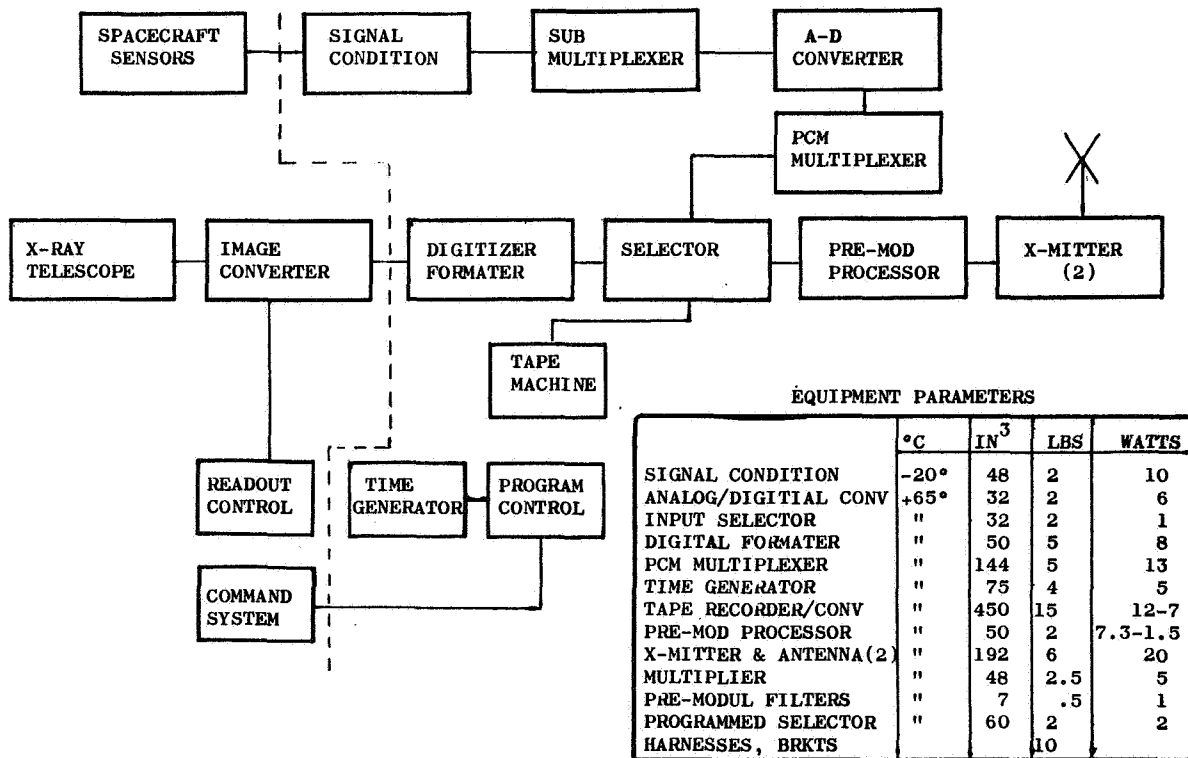 SPACECRAFT
SENSORS
SIGNAL
CONDITION
SUB
MULTIPLEXER
A-D
CONVERTER
PCM
MULTIPLEXER
X-RAY
TELESCOPE
IMAGE
CONVERTER
DIGITIZER
FORMATER
SELECTOR
PRE-MOD
PROCESSOR
X-MITTER
(2)
TAPE
MACHINE
READOUT
CONTROL
TIME
GENERATOR
PROGRAM
CONTROL
COMMAND
SYSTEM
EQUIPMENT PARAMETERS
°C IN3 LBS WATTS
SIGNAL CONDITION -20° 48 2 10
ANALOG/DIGITIAL CONV +65° 32 2 6
INPUT SELECTOR " 32 2 1
DIGITAL FORMATER " 50 5 8
PCM MULTIPLEXER " 144 5 13
TIME GENERATOR " 75 4 5
TAPE RECORDER/CONV " 450 15 12-7
PRE-MOD PROCESSOR " 50 2 7.3-1.5
X-MITTER & ANTENNA(2) " 192 6 20
MULTIPLIER " 48 2.5 5
PRE-MODUL FILTERS " 7 .5 1
PROGRAMMED SELECTOR " 60 2 2
HARNESSES, BRKTS 10